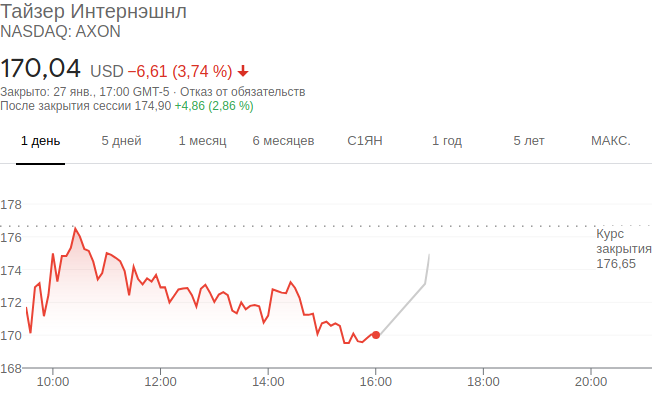 Тайзер Интернэшнл
NASDAQ: AXON
170,04 USD −6,61 (3,74 %)
Закрыто: 27 янв., 17:00 GMT-5 · Отказ от обязательств
После закрытия сессии 174,90 +4,86 (2,86 %)
1 день 5 дней 1 месяц 6 месяцев С1ЯН 1 год 5 лет МАКС.
178
176
174
172
170
168
Курс
закрытия
176,65
10:00 12:00 14:00 16:00 18:00 20:00